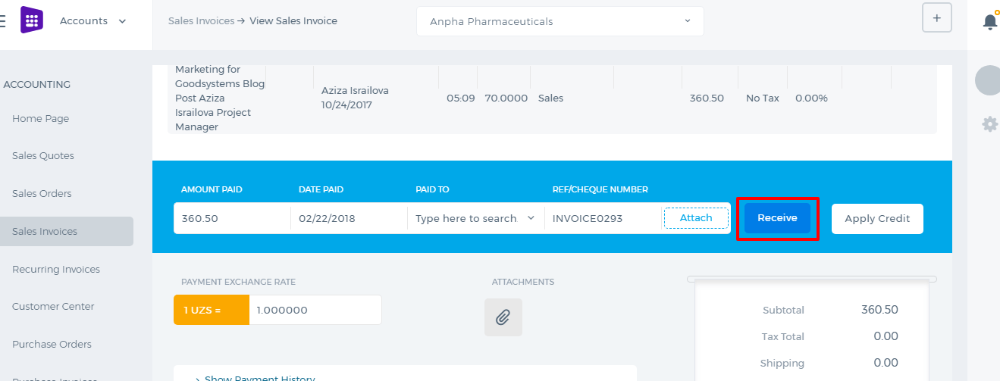 Accounts
Sales Invoices → View Sales Invoice
Anpha Pharmaceuticals
+
ACCOUNTING
Home Page
Sales Quotes
Sales Orders
Sales Invoices
Recurring Invoices
Customer Center
Purchase Orders
Purchase Invoices
Marketing for
Goodsystems Blog
Post Aziza
Israilova Project
Manager
Aziza Israilova
10/24/2017
05:09 70.0000 Sales 360.50 No Tax 0.00%
AMOUNT PAID DATE PAID PAID TO REF/CHEQUE NUMBER
360.50 02/22/2018 Type here to search INVOICE0293 Attach Receive Apply Credit
PAYMENT EXCHANGE RATE ATTACHMENTS
1 UZS = 1.000000
Subtotal 360.50
Tax Total 0.00
Shipping 0.00
Show Payment History